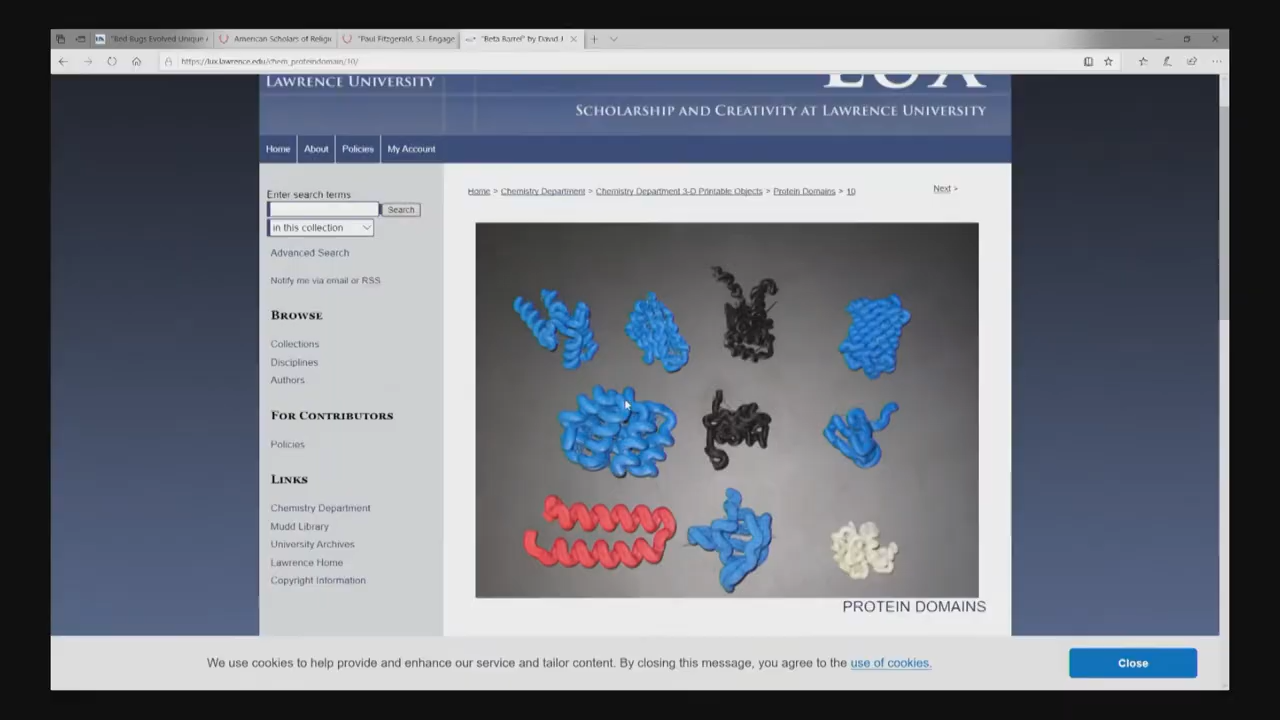 "Bed Bugs Evolved Unique
American Scholars of Religi
"Paul Fitzgerald, S.J. Engage
"Beta Barrel" by David J
https://lux.lawrence.edu/chem_proteindomain/10/
LAWRENCE UNIVERSITY
LUX
SCHOLARSHIP AND CREATIVITY AT LAWRENCE UNIVERSITY
Home
About
Policies
My Account
Enter search terms
Search
in this collection
Advanced Search
Notify me via email or RSS
BROWSE
Collections
Disciplines
Authors
FOR CONTRIBUTORS
Policies
LINKS
Chemistry Department
Mudd Library
University Archives
Lawrence Home
Copyright Information
Home > Chemistry Department > Chemistry Department 3-D Printable Objects > Protein Domains > 10
Next >
PROTEIN DOMAINS
We use cookies to help provide and enhance our service and tailor content. By closing this message, you agree to the use of cookies.
Close